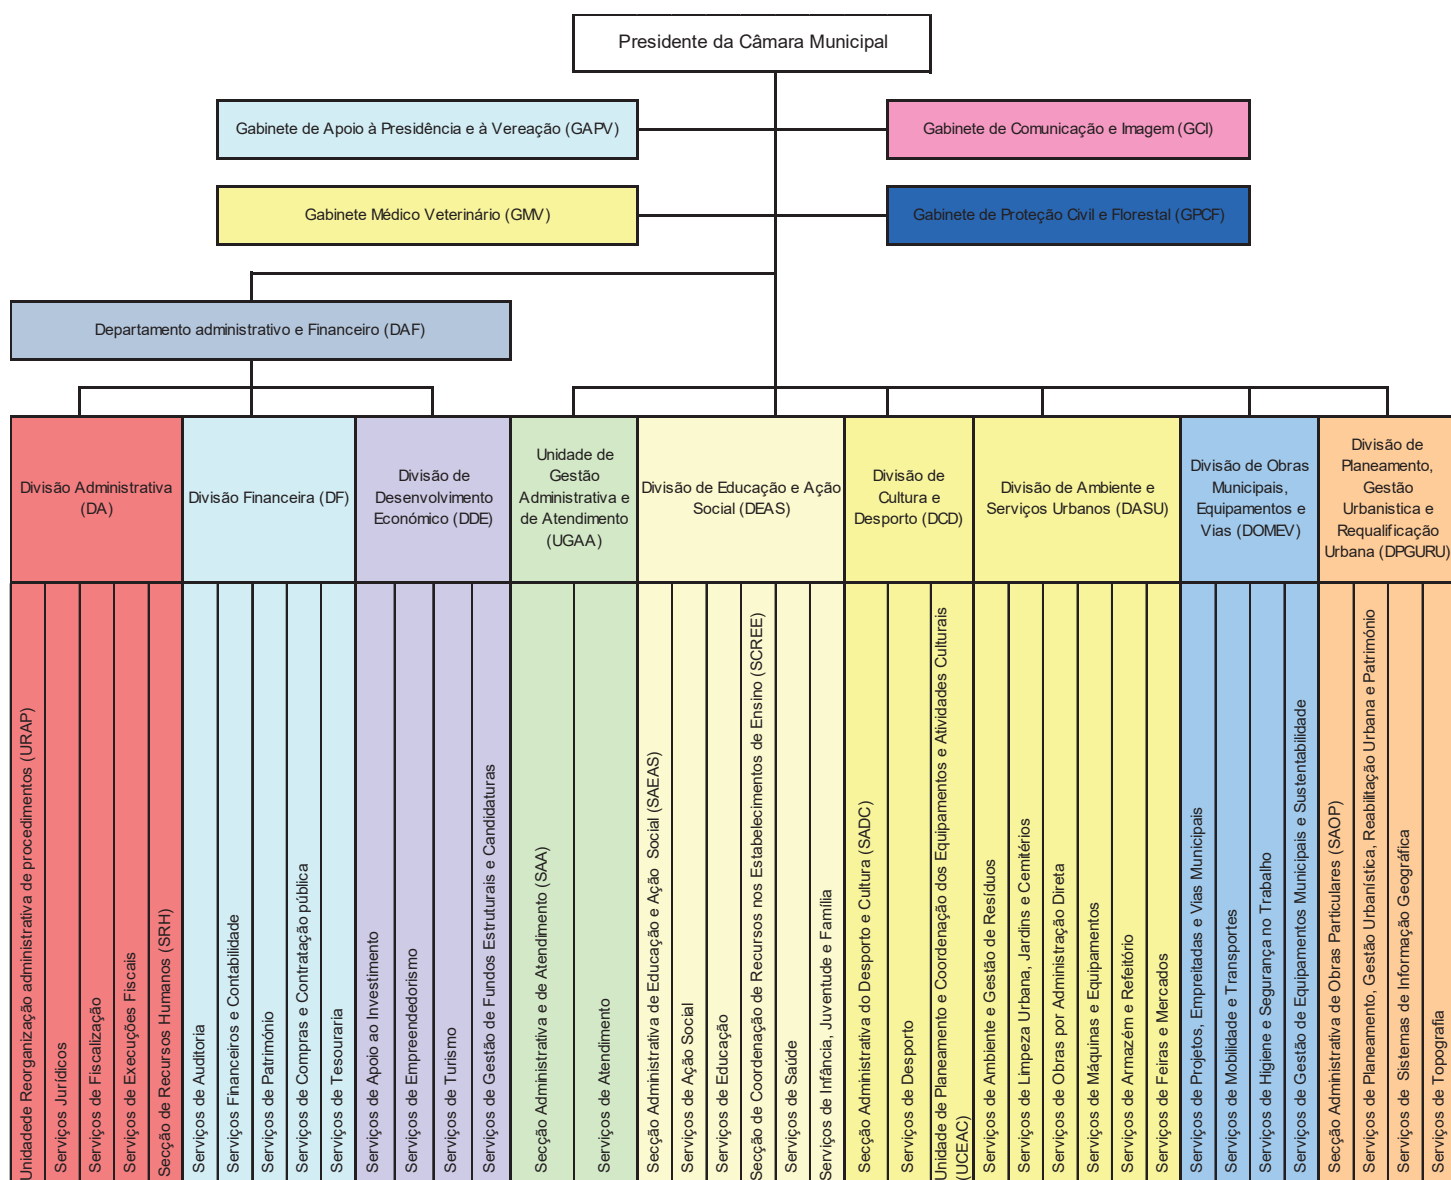 Presidente da Câmara Municipal
Gabinete de Apoio à Presidência e à Vereação (GAPV)
Gabinete de Comunicação e Imagem (GCI)
Gabinete Médico Veterinário (GMV)
Gabinete de Proteção Civil e Florestal (GPCF)
Departamento administrativo e Financeiro (DAF)
Divisão Administrativa
(DA)
Divisão Financeira (DF)
Divisão de
Desenvolvimento
Económico (DDE)
Unidade de
Gestão
Administrativa e
de Atendimento
(UGAA)
Divisão de Educação e Ação
Social (DEAS)
Divisão de
Cultura e
Desporto (DCD)
Divisão de Ambiente e
Serviços Urbanos (DASU)
Divisão de Obras
Municipais,
Equipamentos e
Vias (DOMEV)
Divisão de
Planeamento,
Gestão
Urbanistica e
Requalificação
Urbana (DPGURU)
Unidadede Reorganização administrativa de procedimentos (URAP)
Serviços Jurídicos
Serviços de Fiscalização
Serviços de Execuções Fiscais
Secção de Recursos Humanos (SRH)
Serviços de Auditoria
Serviços Financeiros e Contabilidade
Serviços de Património
Serviços de Compras e Contratação pública
Serviços de Tesouraria
Serviços de Apoio ao Investimento
Serviços de Empreendedorismo
Serviços de Turismo
Serviços de Gestão de Fundos Estruturais e Candidaturas
Secção Administrativa e de Atendimento (SAA)
Serviços de Atendimento
Secção Administrativa de Educação e Ação Social (SAEAS)
Serviços de Ação Social
Serviços de Educação
Secção de Coordenação de Recursos nos Estabelecimentos de Ensino (SCREE)
Serviços de Saúde
Serviços de Infância, Juventude e Família
Secção Administrativa do Desporto e Cultura (SADC)
Serviços de Desporto
Unidade de Planeamento e Coordenação dos Equipamentos e Atividades Culturais
(UCEAC)
Serviços de Ambiente e Gestão de Resíduos
Serviços de Limpeza Urbana, Jardins e Cemitérios
Serviços de Obras por Administração Direta
Serviços de Máquinas e Equipamentos
Serviços de Armazém e Refeitório
Serviços de Feiras e Mercados
Serviços de Projetos, Empreitadas e Vias Municipais
Serviços de Mobilidade e Transportes
Serviços de Higiene e Segurança no Trabalho
Serviços de Gestão de Equipamentos Municipais e Sustentabilidade
Secção Administrativa de Obras Particulares (SAOP)
Serviços de Planeamento, Gestão Urbanística, Reabilitação Urbana e Património
Serviços de Sistemas de Informação Geográfica
Serviços de Topografia